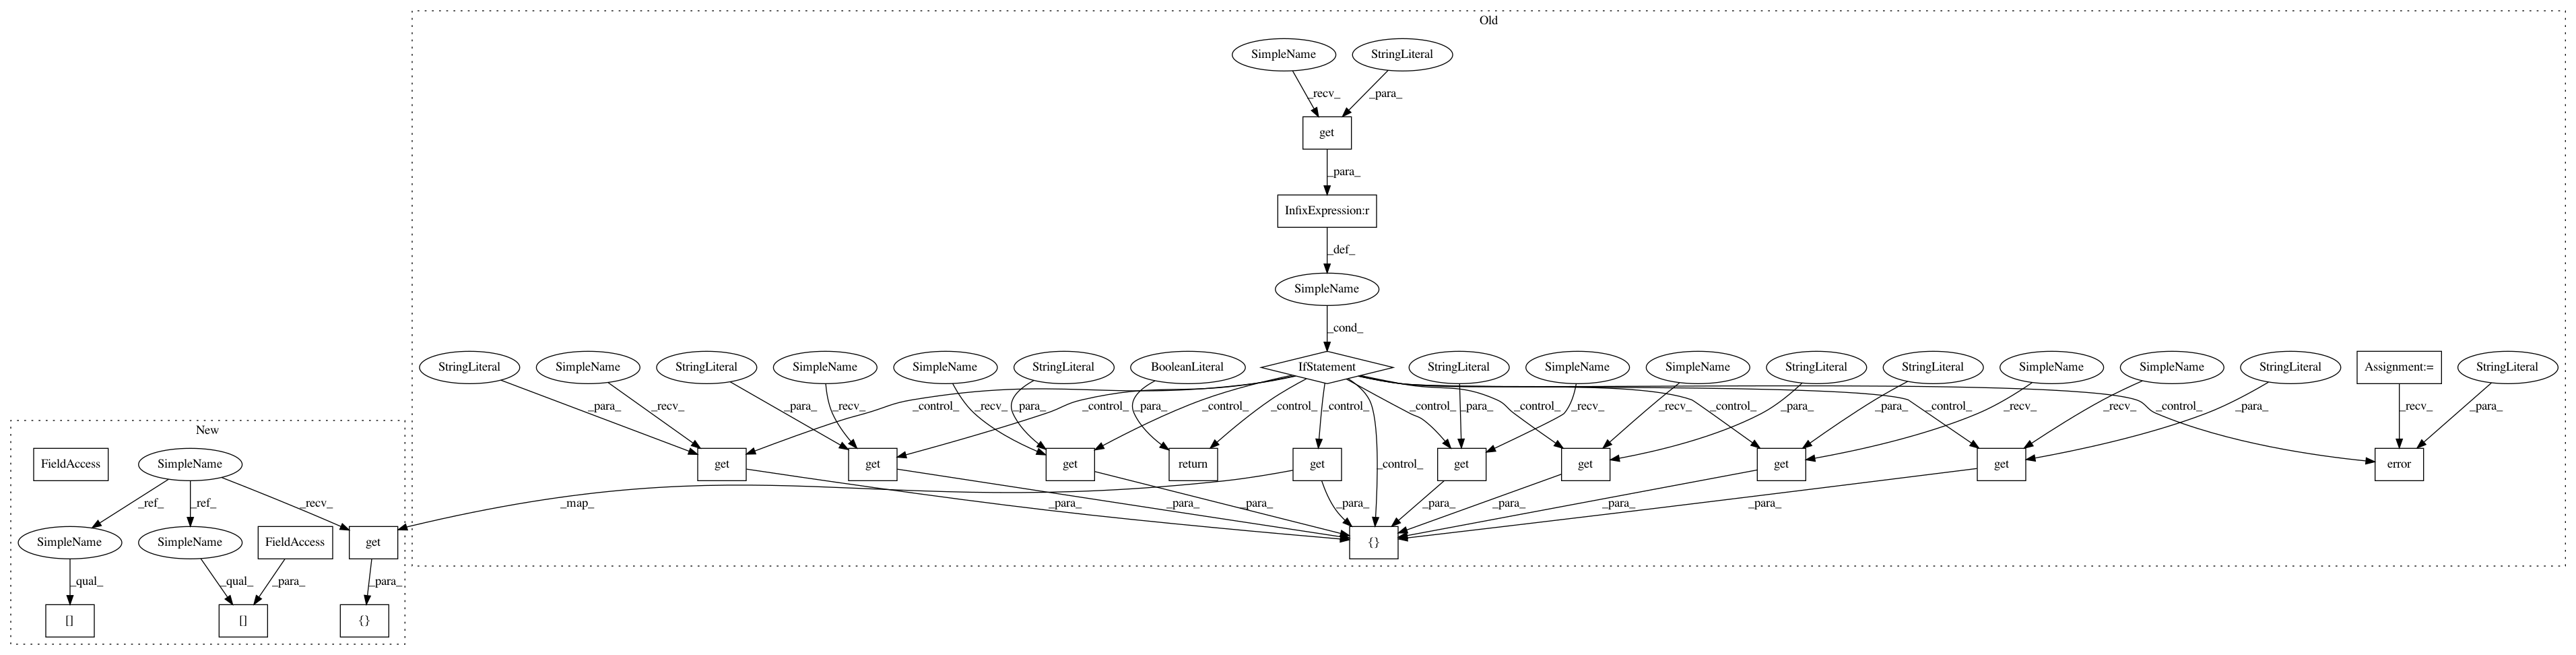 Old
SimpleName StringLiteral
_recv_ _para_
get
_para_
InfixExpression:r
_def_
SimpleName
_cond_
StringLiteral SimpleName StringLiteral SimpleName SimpleName StringLiteral BooleanLiteral IfStatement StringLiteral SimpleName SimpleName StringLiteral StringLiteral SimpleName SimpleName StringLiteral Assignment:= StringLiteral
_para_ _recv_ _control_ _para_ _recv_ _control_ _recv_ _para_ _control_ _para_ _control_ _control_ _control_ _para_ _recv_ _control_ _recv_ _para_ _control_ _para_ _recv_ _control_ _recv_ _para_ _control_ _recv_ _para_
New
FieldAccess SimpleName get get get return get _control_ get get get get error
_ref_ _ref_ _recv_ _map_ _para_ _para_ _para_ _para_ _para_ _para_ _para_ _para_
SimpleName SimpleName FieldAccess get {}
_qual_ _qual_ _para_ _para_
[] [] {}